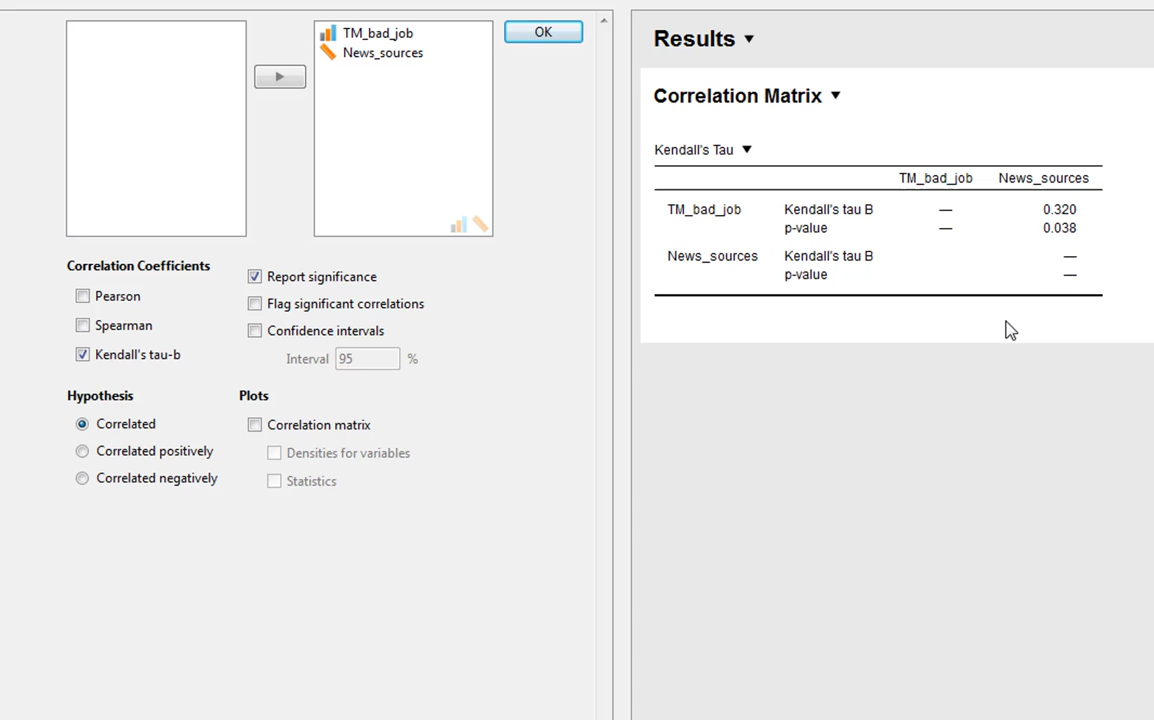 TM_bad_job
News_sources
OK
Correlation Coefficients
Pearson
Spearman
Kendall's tau-b
Report significance
Flag significant correlations
Confidence intervals
Interval 95 %
Hypothesis
Correlated
Correlated positively
Correlated negatively
Plots
Correlation matrix
Densities for variables
Statistics
Results
Correlation Matrix
Kendall's Tau
TM_bad_job News_sources
TM_bad_job Kendall's tau B — 0.320
p-value — 0.038
News_sources Kendall's tau B —
p-value —